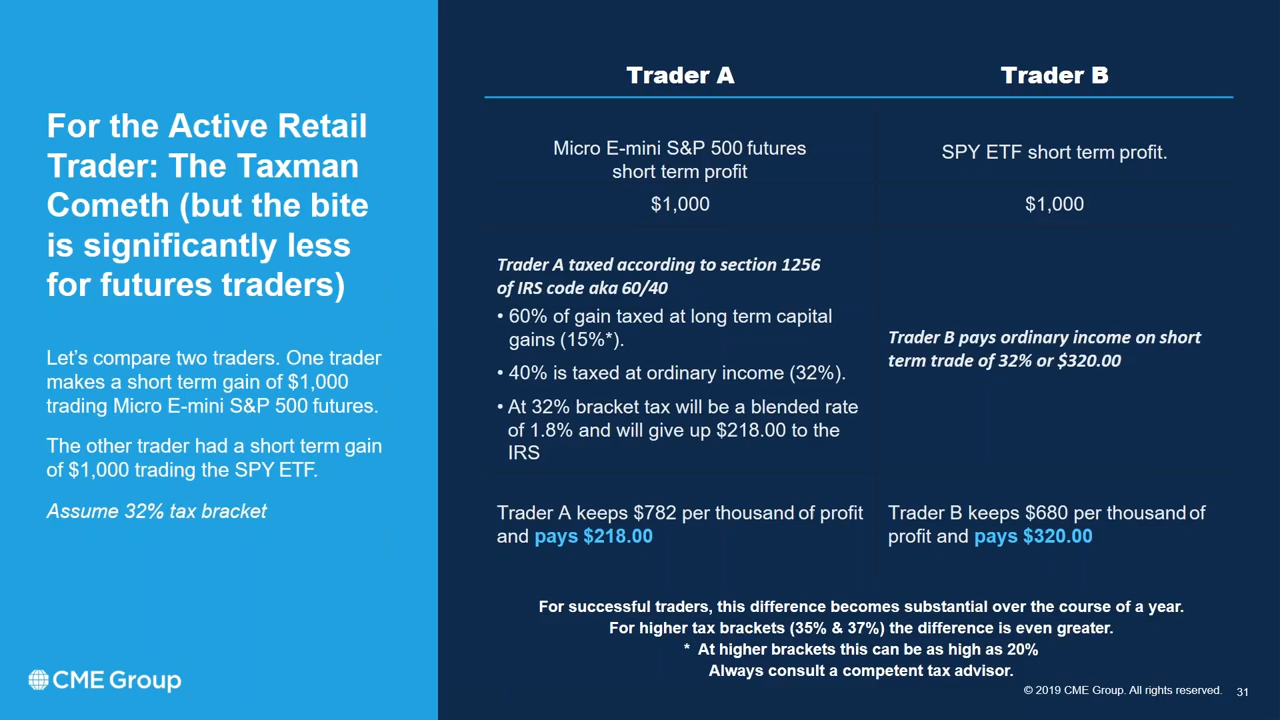 For the Active Retail
Trader: The Taxman
Cometh (but the bite
is significantly less
for futures traders)
Let's compare two traders. One trader
makes a short term gain of $1,000
trading Micro E-mini S&P 500 futures.
The other trader had a short term gain
of $1,000 trading the SPY ETF.
Assume 32% tax bracket
CME Group
Trader A
Trader B
Micro E-mini S&P 500 futures
short term profit
SPY ETF short term profit.
$1,000
$1,000
Trader A taxed according to section 1256
of IRS code aka 60/40
• 60% of gain taxed at long term capital
gains (15%*).
• 40% is taxed at ordinary income (32%).
• At 32% bracket tax will be a blended rate
of 1.8% and will give up $218.00 to the
IRS
Trader B pays ordinary income on short
term trade of 32% or $320.00
Trader A keeps $782 per thousand of profit
and pays $218.00
Trader B keeps $680 per thousand of
profit and pays $320.00
For successful traders, this difference becomes substantial over the course of a year.
For higher tax brackets (35% & 37%) the difference is even greater.
* At higher brackets this can be as high as 20%
Always consult a competent tax advisor.
© 2019 CME Group. All rights reserved.
31